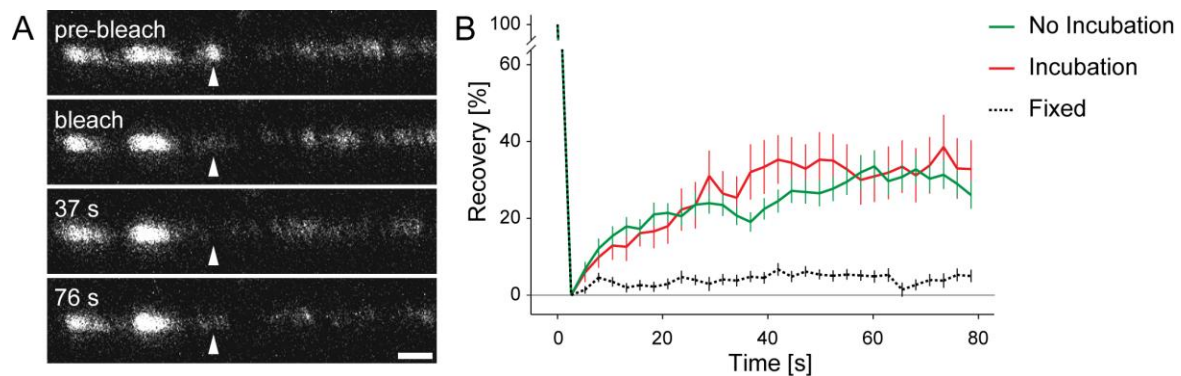 A
pre-bleach
bleach
37 s
76 s
B
100
60
40
20
0
Recovery [%]
0
20
40
60
80
Time [s]
No Incubation
Incubation
Fixed